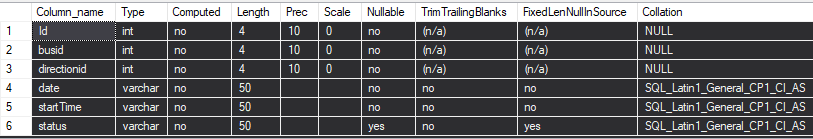 Column_name Type Computed Length Prec Scale Nullable TrimTrailingBlanks FixedLenNullInSource Collation
1 Id int no 4 10 0 no (n/a) (n/a) NULL
2 busid int no 4 10 0 no (n/a) (n/a) NULL
3 directionid int no 4 10 0 no (n/a) (n/a) NULL
4 date varchar no 50 no no no SQL_Latin1_General_CP1_CI_AS
5 startTime varchar no 50 no no no SQL_Latin1_General_CP1_CI_AS
6 status varchar no 50 yes no yes SQL_Latin1_General_CP1_CI_AS